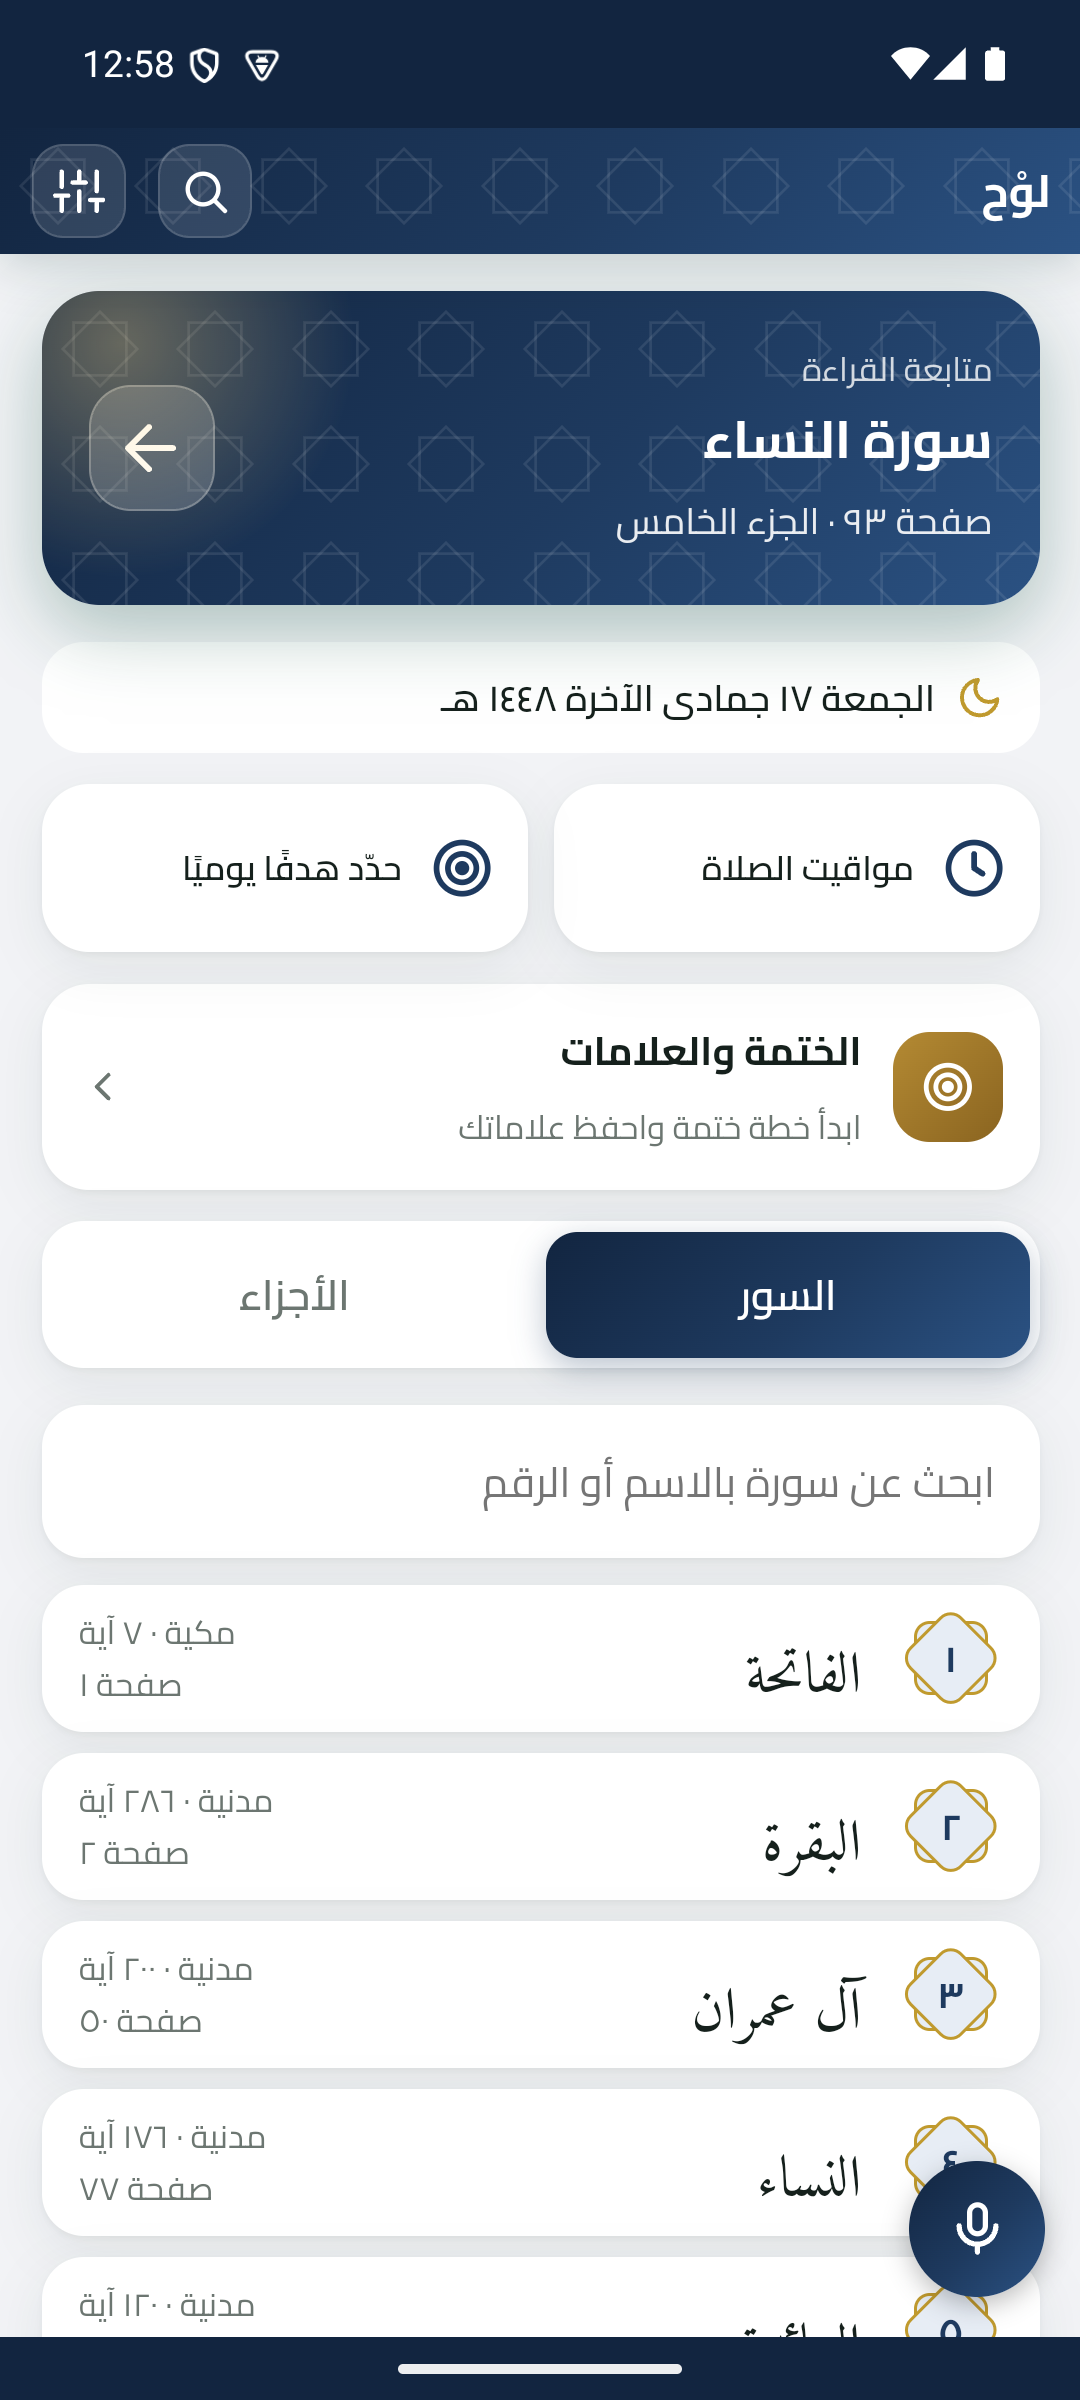 12:58
لوْح
متابعة القراءة
سورة النساء
صفحة ٩٣ · الجزء الخامس
الجمعة ١٧ جمادى الآخرة ١٤٤٨ هـ
مواقيت الصلاة
حدّد هدفًا يوميًا
الختمة والعلامات
ابدأ خطة ختمة واحفظ علاماتك
السور
الأجزاء
ابحث عن سورة بالاسم أو الرقم
١
الفاتحة
مكية · ٧ آية
صفحة ١
٢
البقرة
مدنية · ٢٨٦ آية
صفحة ٢
٣
آل عمران
مدنية · ٢٠٠ آية
صفحة ٥٠
٤
النساء
مدنية · ١٧٦ آية
صفحة ٧٧
٥
المائدة
مدنية · ١٢٠ آية